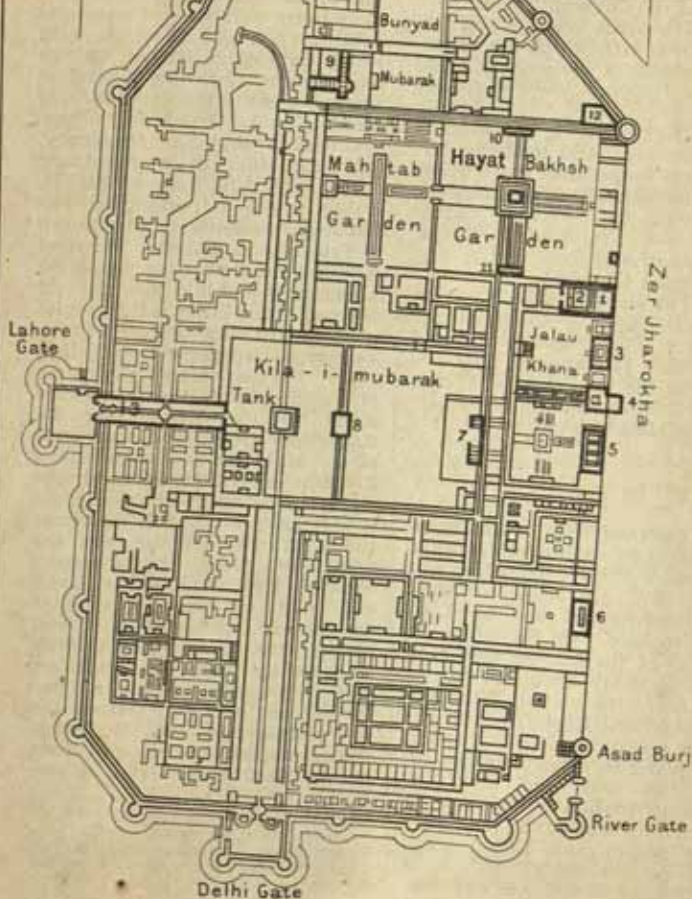 Bunyad
9
Mubarak
12
10
Mahtab
Hayat
Bakhsh
Garden
Garden
11
2
1
Zer Jharokha
Jalau
Khana
3
Lahore
Gate
Kila-i-mubarak
4
Tank
13
8
7
5
6
Asad Burj
River Gate
Delhi Gate